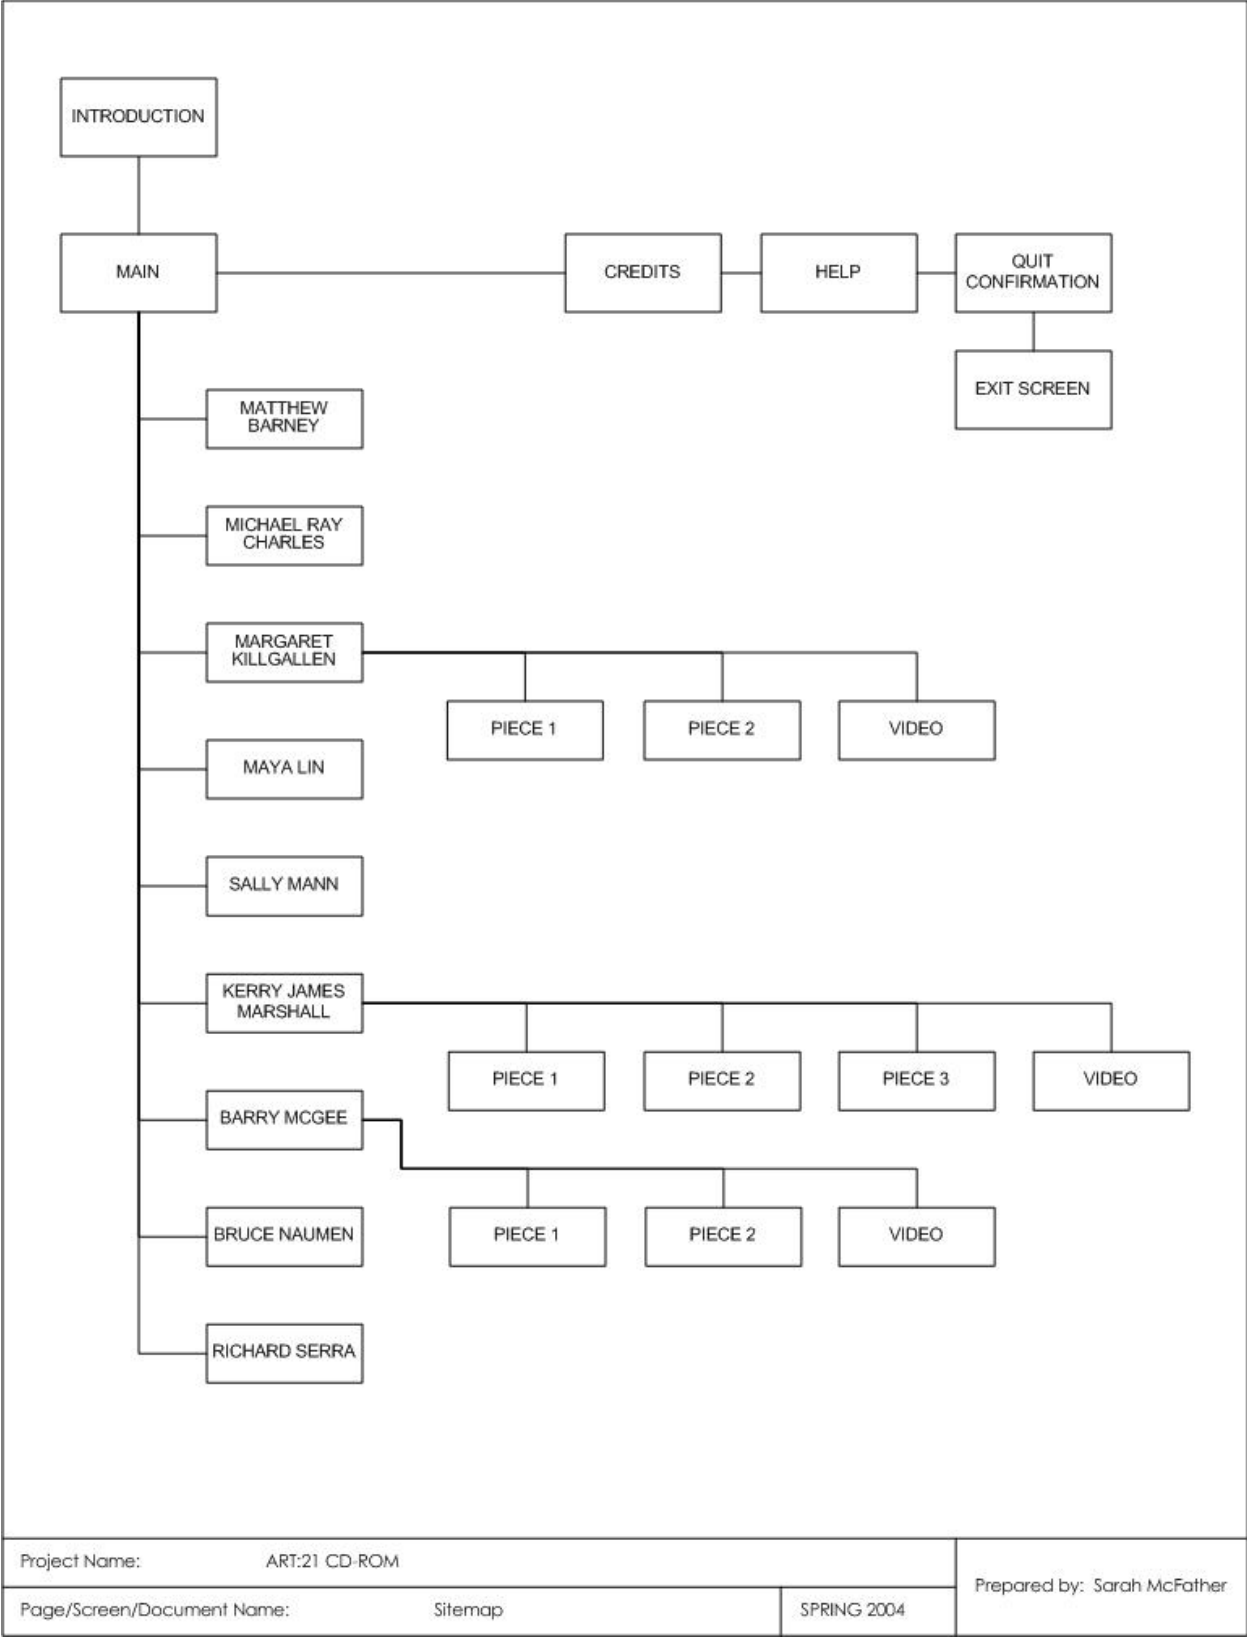 INTRODUCTION
MAIN
CREDITS
HELP
QUIT
CONFIRMATION
EXIT SCREEN
MATTHEW
BARNEY
MICHAEL RAY
CHARLES
MARGARET
KILLGALLEN
PIECE 1
PIECE 2
VIDEO
MAYA LIN
SALLY MANN
KERRY JAMES
MARSHALL
PIECE 1
PIECE 2
PIECE 3
VIDEO
BARRY MCGEE
BRUCE NAUMEN
PIECE 1
PIECE 2
VIDEO
RICHARD SERRA
Project Name: ART:21 CD-ROM
Prepared by: Sarah McFather
Page/Screen/Document Name: Sitemap
SPRING 2004